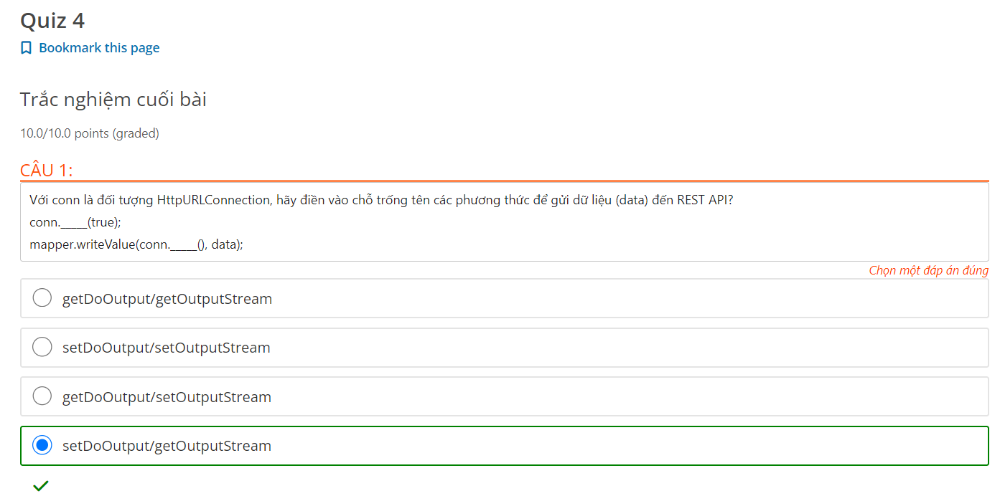 Quiz 4
Bookmark this page
Trắc nghiệm cuối bài
10.0/10.0 points (graded)
CÂU 1:
Với conn là đối tượng HttpURLConnection, hãy điền vào chỗ trống tên các phương thức để gửi dữ liệu (data) đến REST API?
conn._____(true);
mapper.writeValue(conn._____(), data);
Chọn một đáp án đúng
getDoOutput/getOutputStream
setDoOutput/setOutputStream
getDoOutput/setOutputStream
setDoOutput/getOutputStream